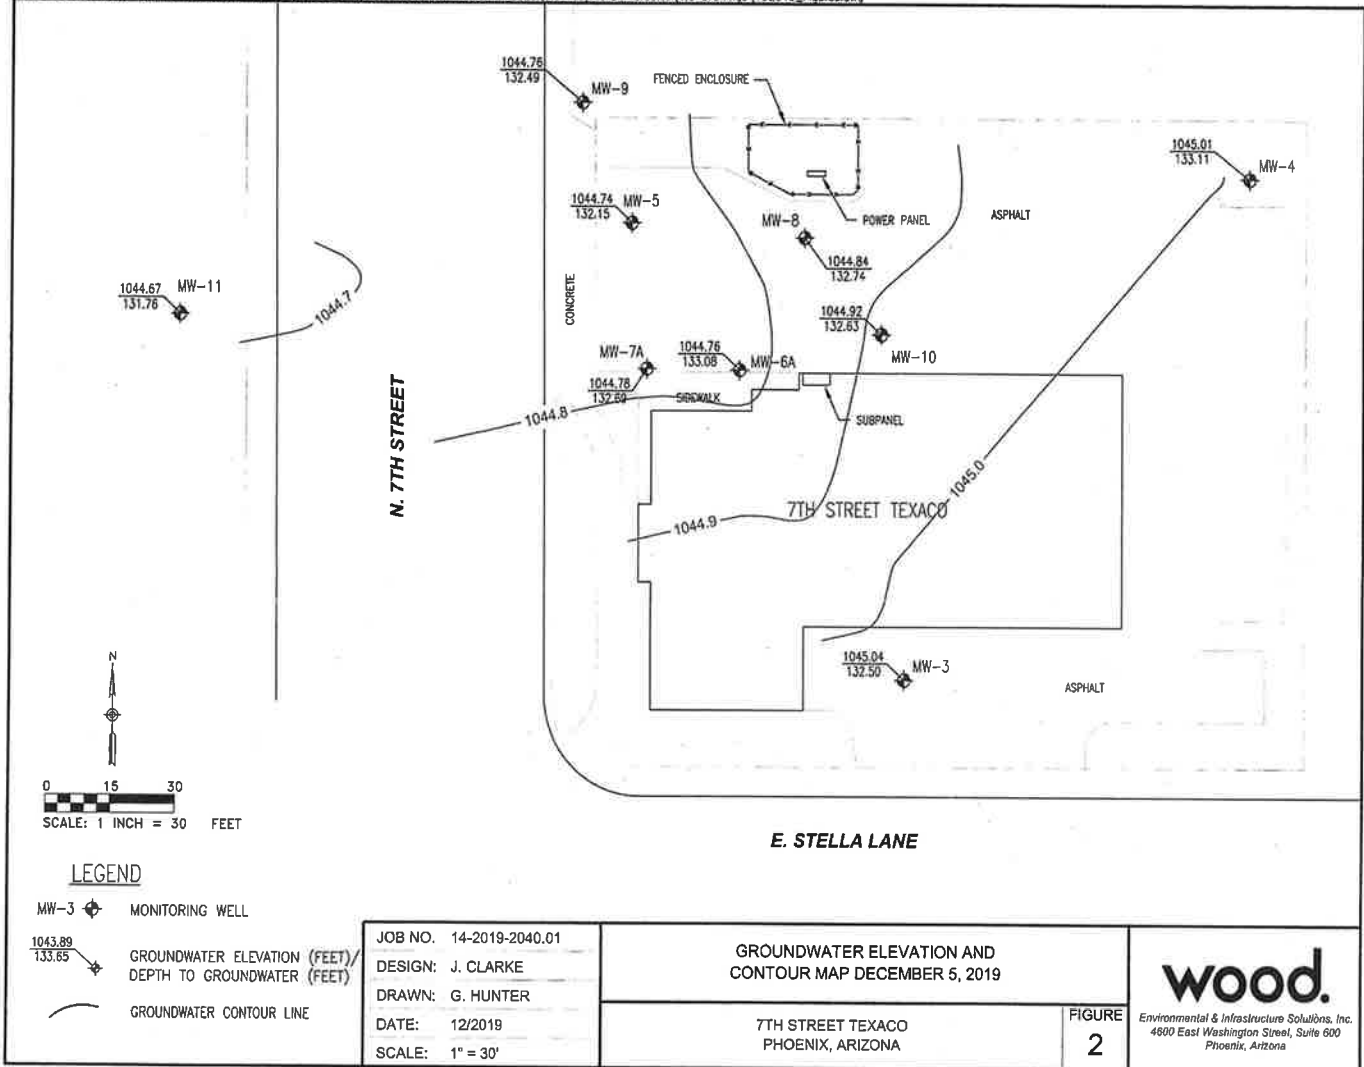 1044.76
132.49
MW-9
FENCED ENCLOSURE
1045.01
133.11
MW-4
1044.74
132.15
MW-5
MW-8
POWER PANEL
ASPHALT
1044.84
132.74
1044.67
131.76
MW-11
1044.7
CONCRETE
1044.92
132.63
MW-10
MW-7A
1044.76
133.08
MW-6A
1044.78
132.69
SIDEWALK
1044.8
SUBPANEL
N. 7TH STREET
1045.0
7TH STREET TEXACO
1044.9
1045.04
132.50
MW-3
ASPHALT
N
0 15 30
SCALE: 1 INCH = 30 FEET
E. STELLA LANE
LEGEND
MW-3 MONITORING WELL
1043.89
133.65
GROUNDWATER ELEVATION (FEET)/
DEPTH TO GROUNDWATER (FEET)
GROUNDWATER CONTOUR LINE
JOB NO. 14-2019-2040.01
DESIGN: J. CLARKE
DRAWN: G. HUNTER
DATE: 12/2019
SCALE: 1" = 30'
GROUNDWATER ELEVATION AND
CONTOUR MAP DECEMBER 5, 2019
7TH STREET TEXACO
PHOENIX, ARIZONA
FIGURE
2
wood.
Environmental & Infrastructure Solutions, Inc.
4600 East Washington Street, Suite 600
Phoenix, Arizona